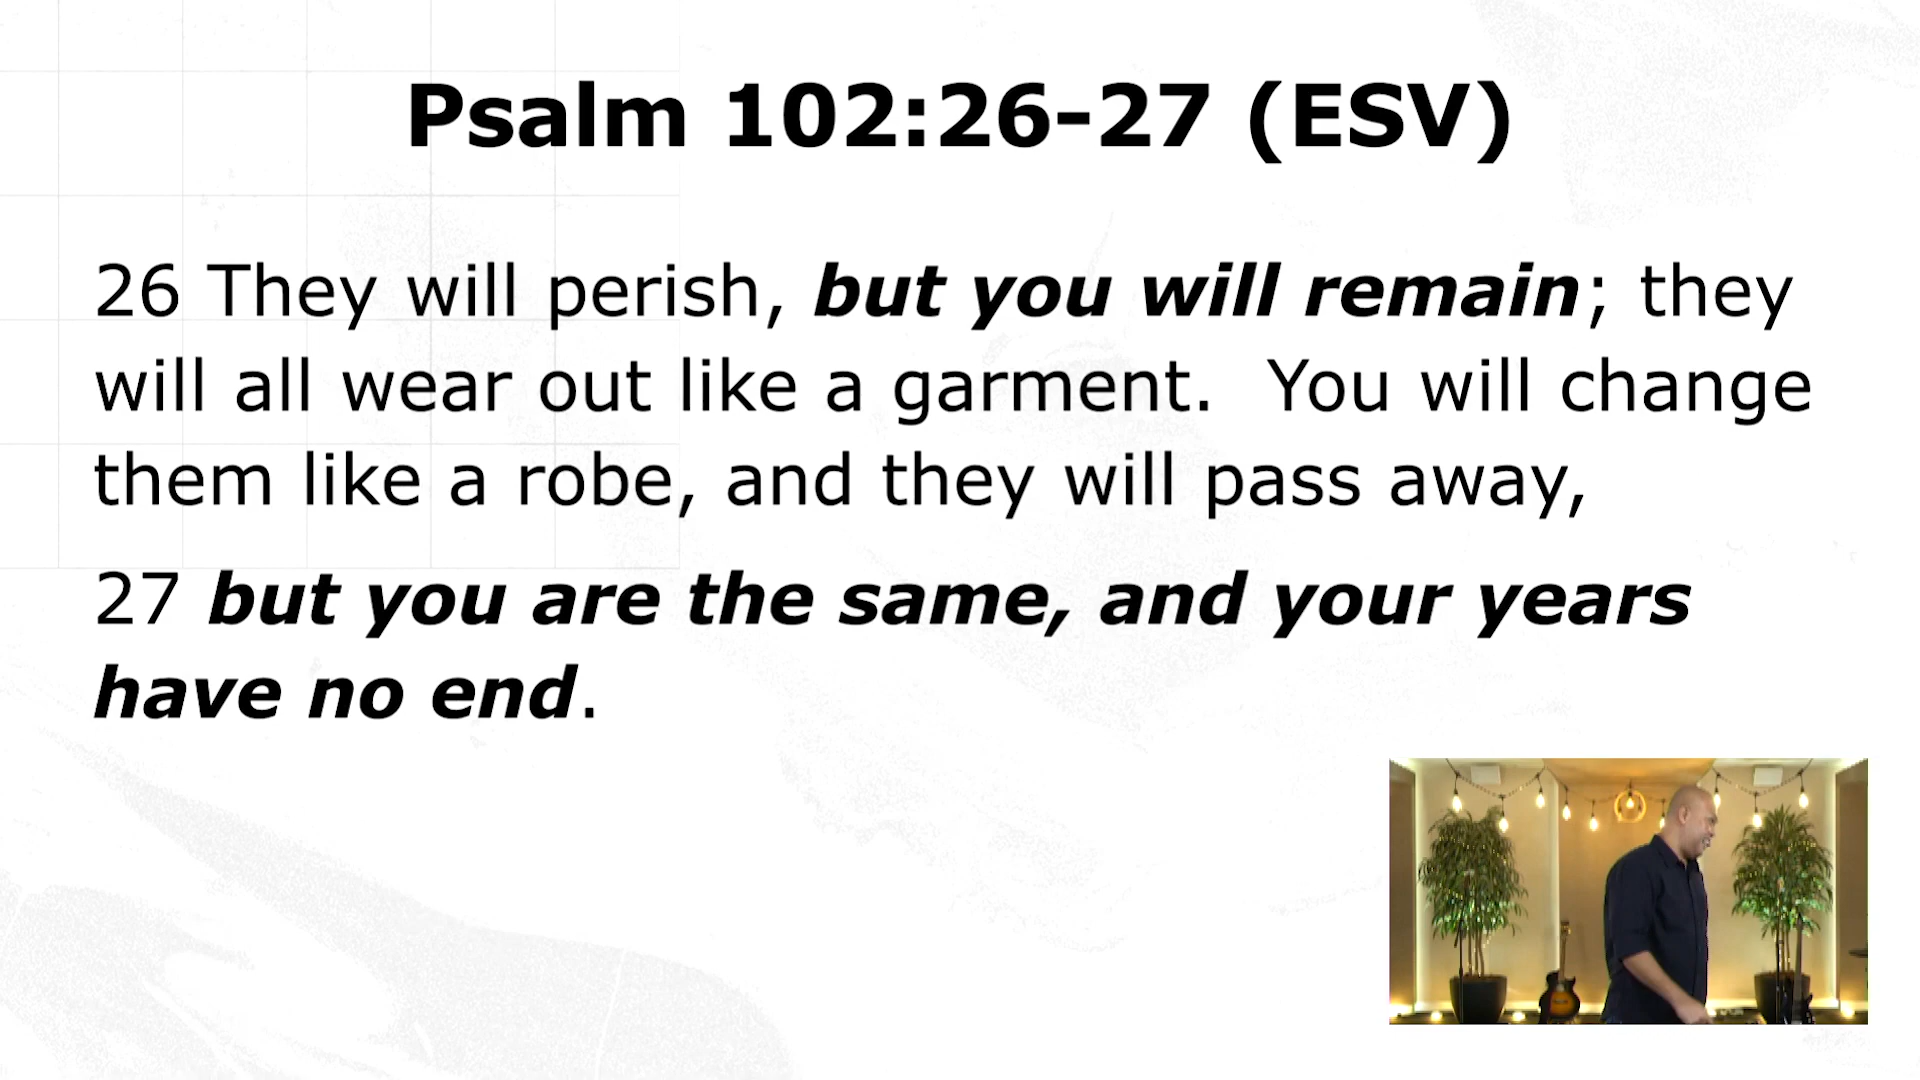 Psalm 102:26-27 (ESV)
26 They will perish, but you will remain; they
will all wear out like a garment.  You will change
them like a robe, and they will pass away,
27 but you are the same, and your years
have no end.